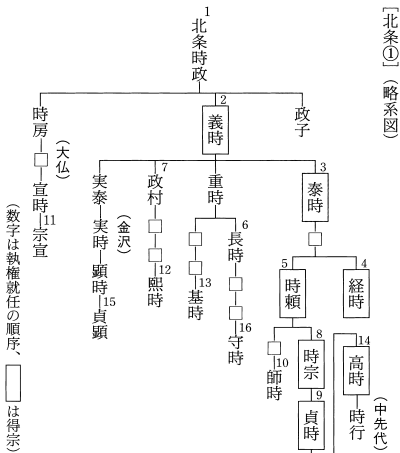 [北条①](略系図)
1
北条時政
政子
2
義時
時房―□―宣時―宗宣
11
(大仏)
3
泰時
□
4
経時
5
時頼
8
時宗
9
貞時
14
高時―時行
(中先代)
□―師時
10
重時
6
長時―□―□―守時
16
□―□―基時
13
7
政村―□―□―熙時
12
実泰―実時―顕時―貞顕
15
(金沢)
(数字は執権就任の順序、□は得宗)